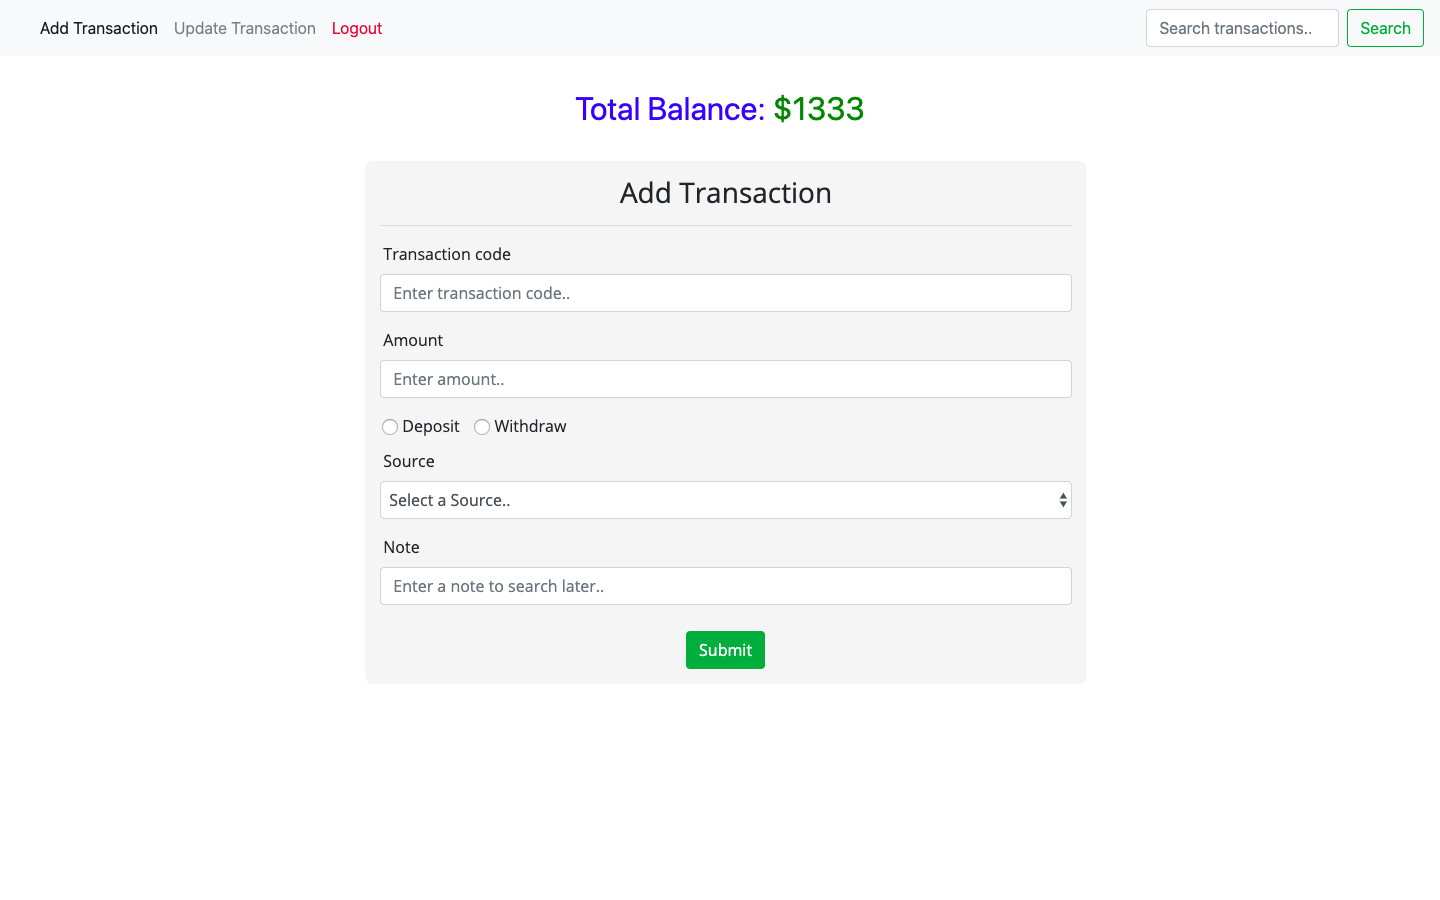 Add Transaction Update Transaction Logout Search transactions.. Search
Total Balance: $1333
Add Transaction
Transaction code
Enter transaction code..
Amount
Enter amount..
Deposit Withdraw
Source
Select a Source..
Note
Enter a note to search later..
Submit